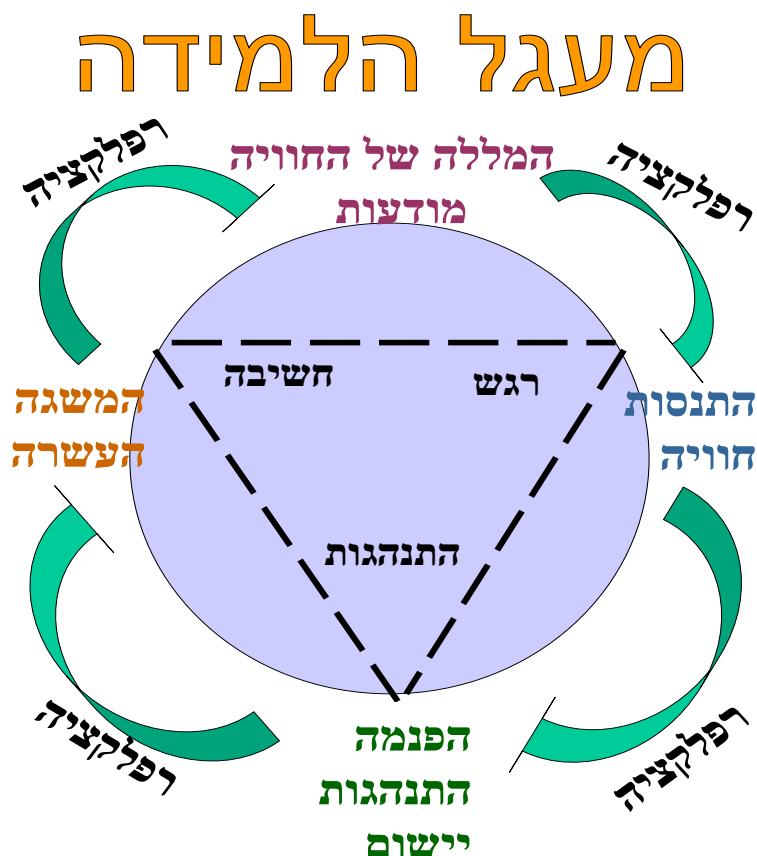 מעגל הלמידה
רפלקציה
המללה של החוויה
מודעות
רפלקציה
חשיבה
רגש
התנסות
חוויה
המשגה
העשרה
התנהגות
רפלקציה
הפנמה
התנהגות
יישום
רפלקציה